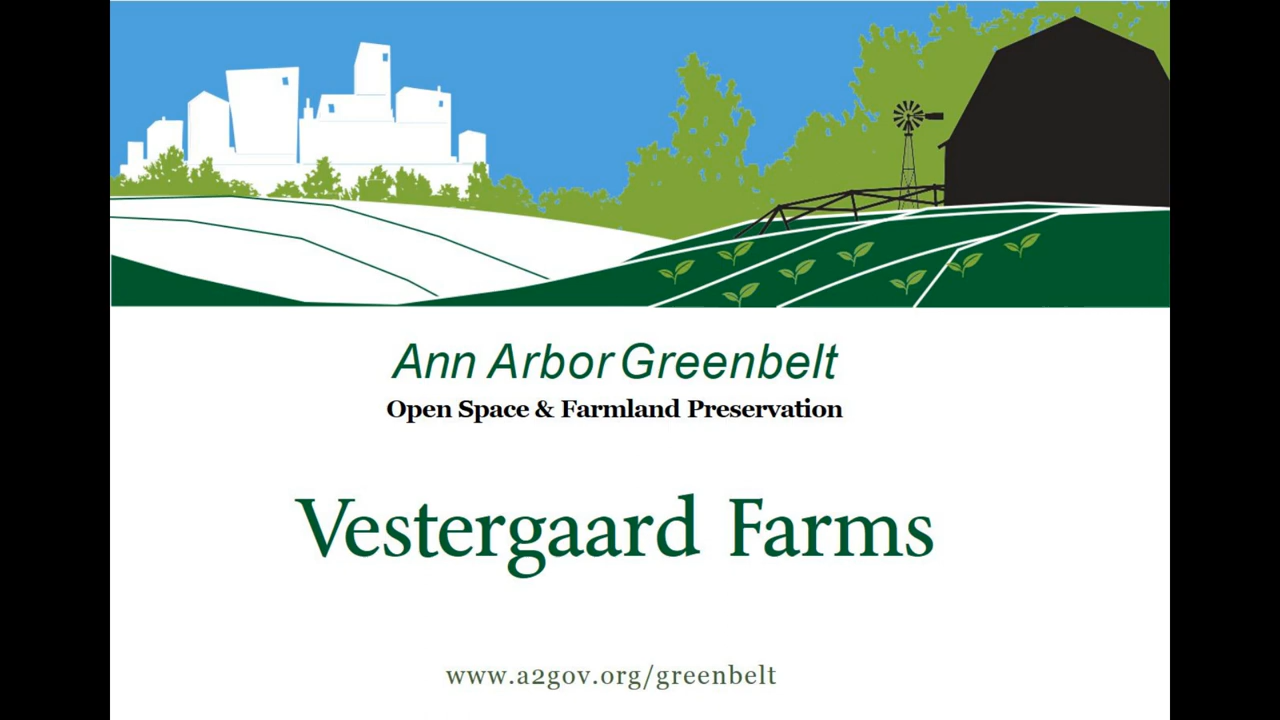 Ann Arbor Greenbelt
Open Space & Farmland Preservation
Vestergaard Farms
www.a2gov.org/greenbelt